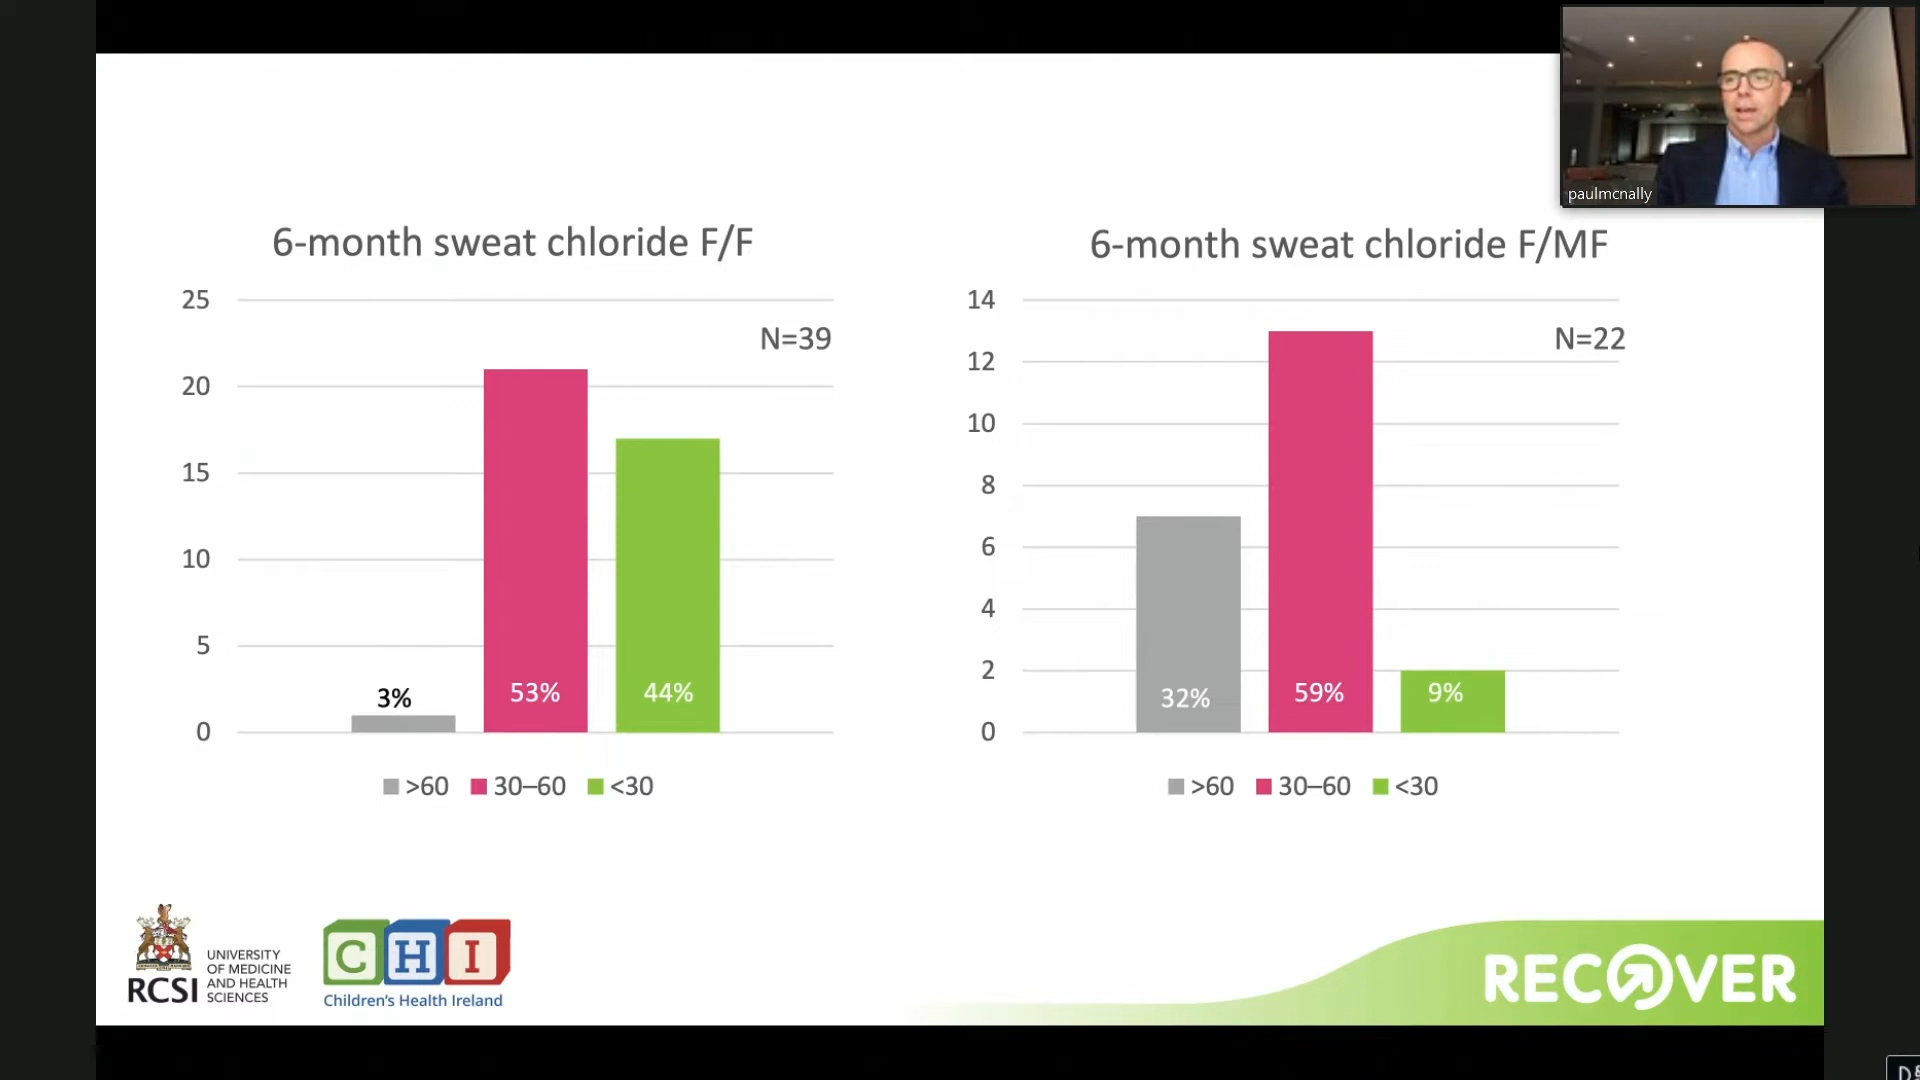 paulmcnally
6-month sweat chloride F/F
25
20
15
10
5
0
N=39
3%
53%
44%
>60 30–60 <30
6-month sweat chloride F/MF
14
12
10
8
6
4
2
0
N=22
32%
59%
9%
>60 30–60 <30
RCSI
UNIVERSITY
OF MEDICINE
AND HEALTH
SCIENCES
CHI
Children's Health Ireland
RECOVER